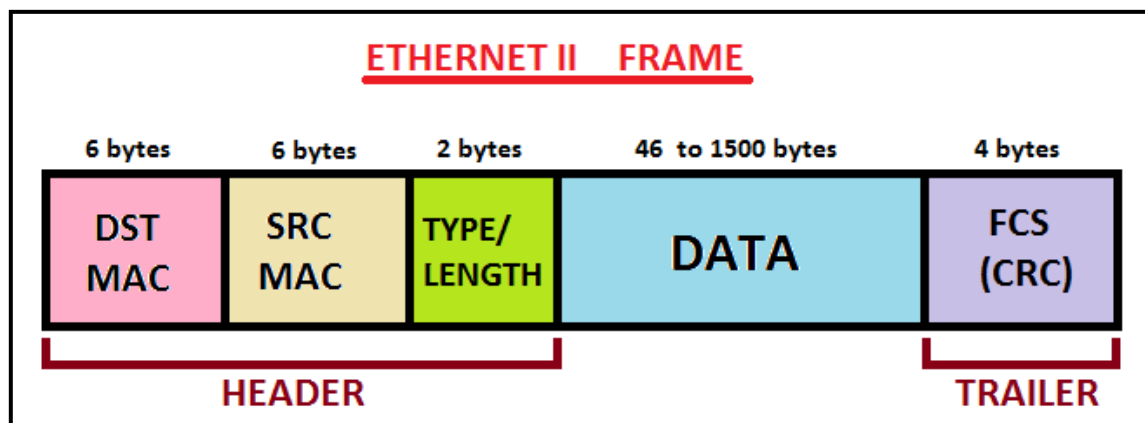 ETHERNET II FRAME
6 bytes 6 bytes 2 bytes 46 to 1500 bytes 4 bytes
DST MAC
SRC MAC
TYPE/
LENGTH
DATA
FCS
(CRC)
HEADER TRAILER